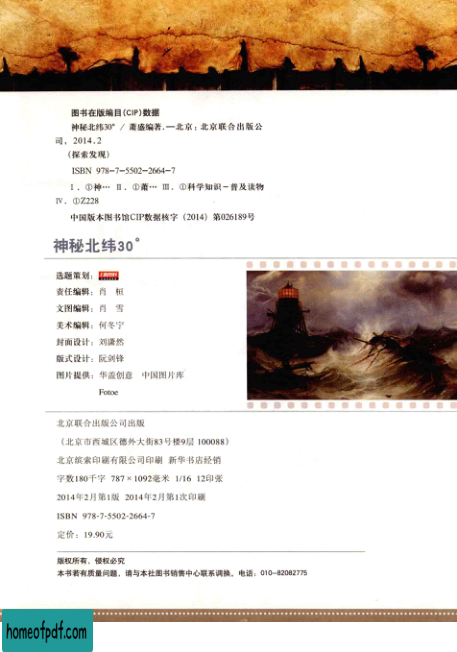 图书在版编目(CIP)数据
神秘北纬30° / 萧盛编著.—北京:北京联合出版公
司,2014.2
(探索发现)
ISBN 978-7-5502-2664-7
Ⅰ.①神… Ⅱ.①萧… Ⅲ.①科学知识-普及读物
Ⅳ.①Z228
中国版本图书馆CIP数据核字(2014)第026189号
神秘北纬30°
选题策划:
责任编辑:肖 桓
文图编辑:肖 雪
美术编辑:何冬宁
封面设计:刘潇然
版式设计:阮剑锋
图片提供:华盖创意 中国图片库
Fotoe
北京联合出版公司出版
(北京市西城区德外大街83号楼9层 100088)
北京缤索印刷有限公司印刷 新华书店经销
字数180千字 787×1092毫米 1/16 12印张
2014年2月第1版 2014年2月第1次印刷
ISBN 978-7-5502-2664-7
定价:19.90元
版权所有,侵权必究
本书若有质量问题,请与本社图书销售中心联系调换。电话:010-82082775
homeofpdf.com